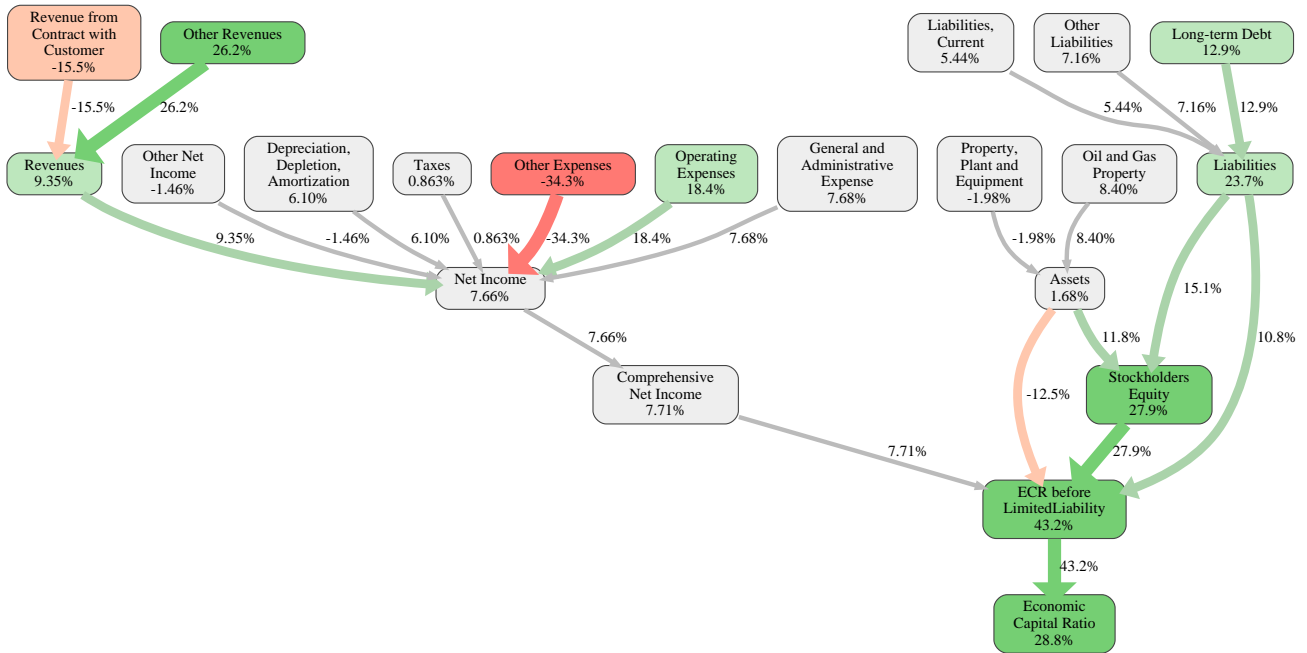 Revenue from
Contract with
Customer
-15.5%
Other Revenues
26.2%
Liabilities,
Current
5.44%
Other
Liabilities
7.16%
Long-term Debt
12.9%
-15.5%
26.2%
5.44%
7.16%
12.9%
Revenues
9.35%
Other Net
Income
-1.46%
Depreciation,
Depletion,
Amortization
6.10%
Taxes
0.863%
Other Expenses
-34.3%
Operating
Expenses
18.4%
General and
Administrative
Expense
7.68%
Property,
Plant and
Equipment
-1.98%
Oil and Gas
Property
8.40%
Liabilities
23.7%
9.35%
-1.46%
6.10%
0.863%
-34.3%
18.4%
7.68%
-1.98%
8.40%
Net Income
7.66%
Assets
1.68%
15.1%
7.66%
11.8%
10.8%
Comprehensive
Net Income
7.71%
-12.5%
Stockholders
Equity
27.9%
7.71%
27.9%
ECR before
LimitedLiability
43.2%
43.2%
Economic
Capital Ratio
28.8%